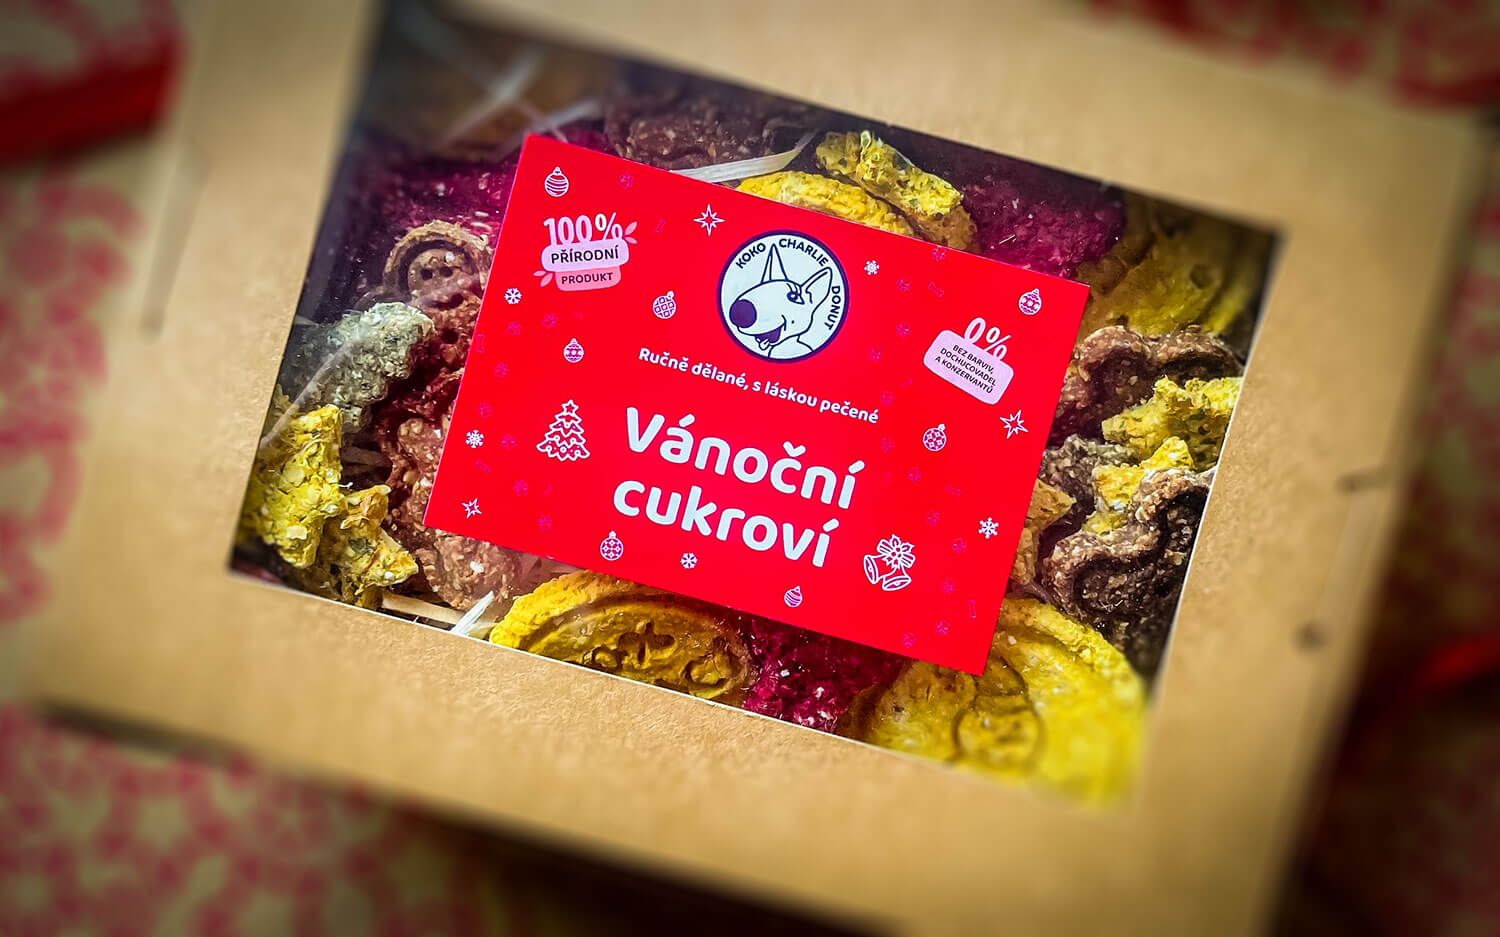 100%
PŘÍRODNÍ
PRODUKT
KOKO CHARLIE DONUT
0%
BEZ BARVIV,
DOCHUCOVADEL
A KONZERVANTŮ
Ručně dělané, s láskou pečené
Vánoční
cukroví